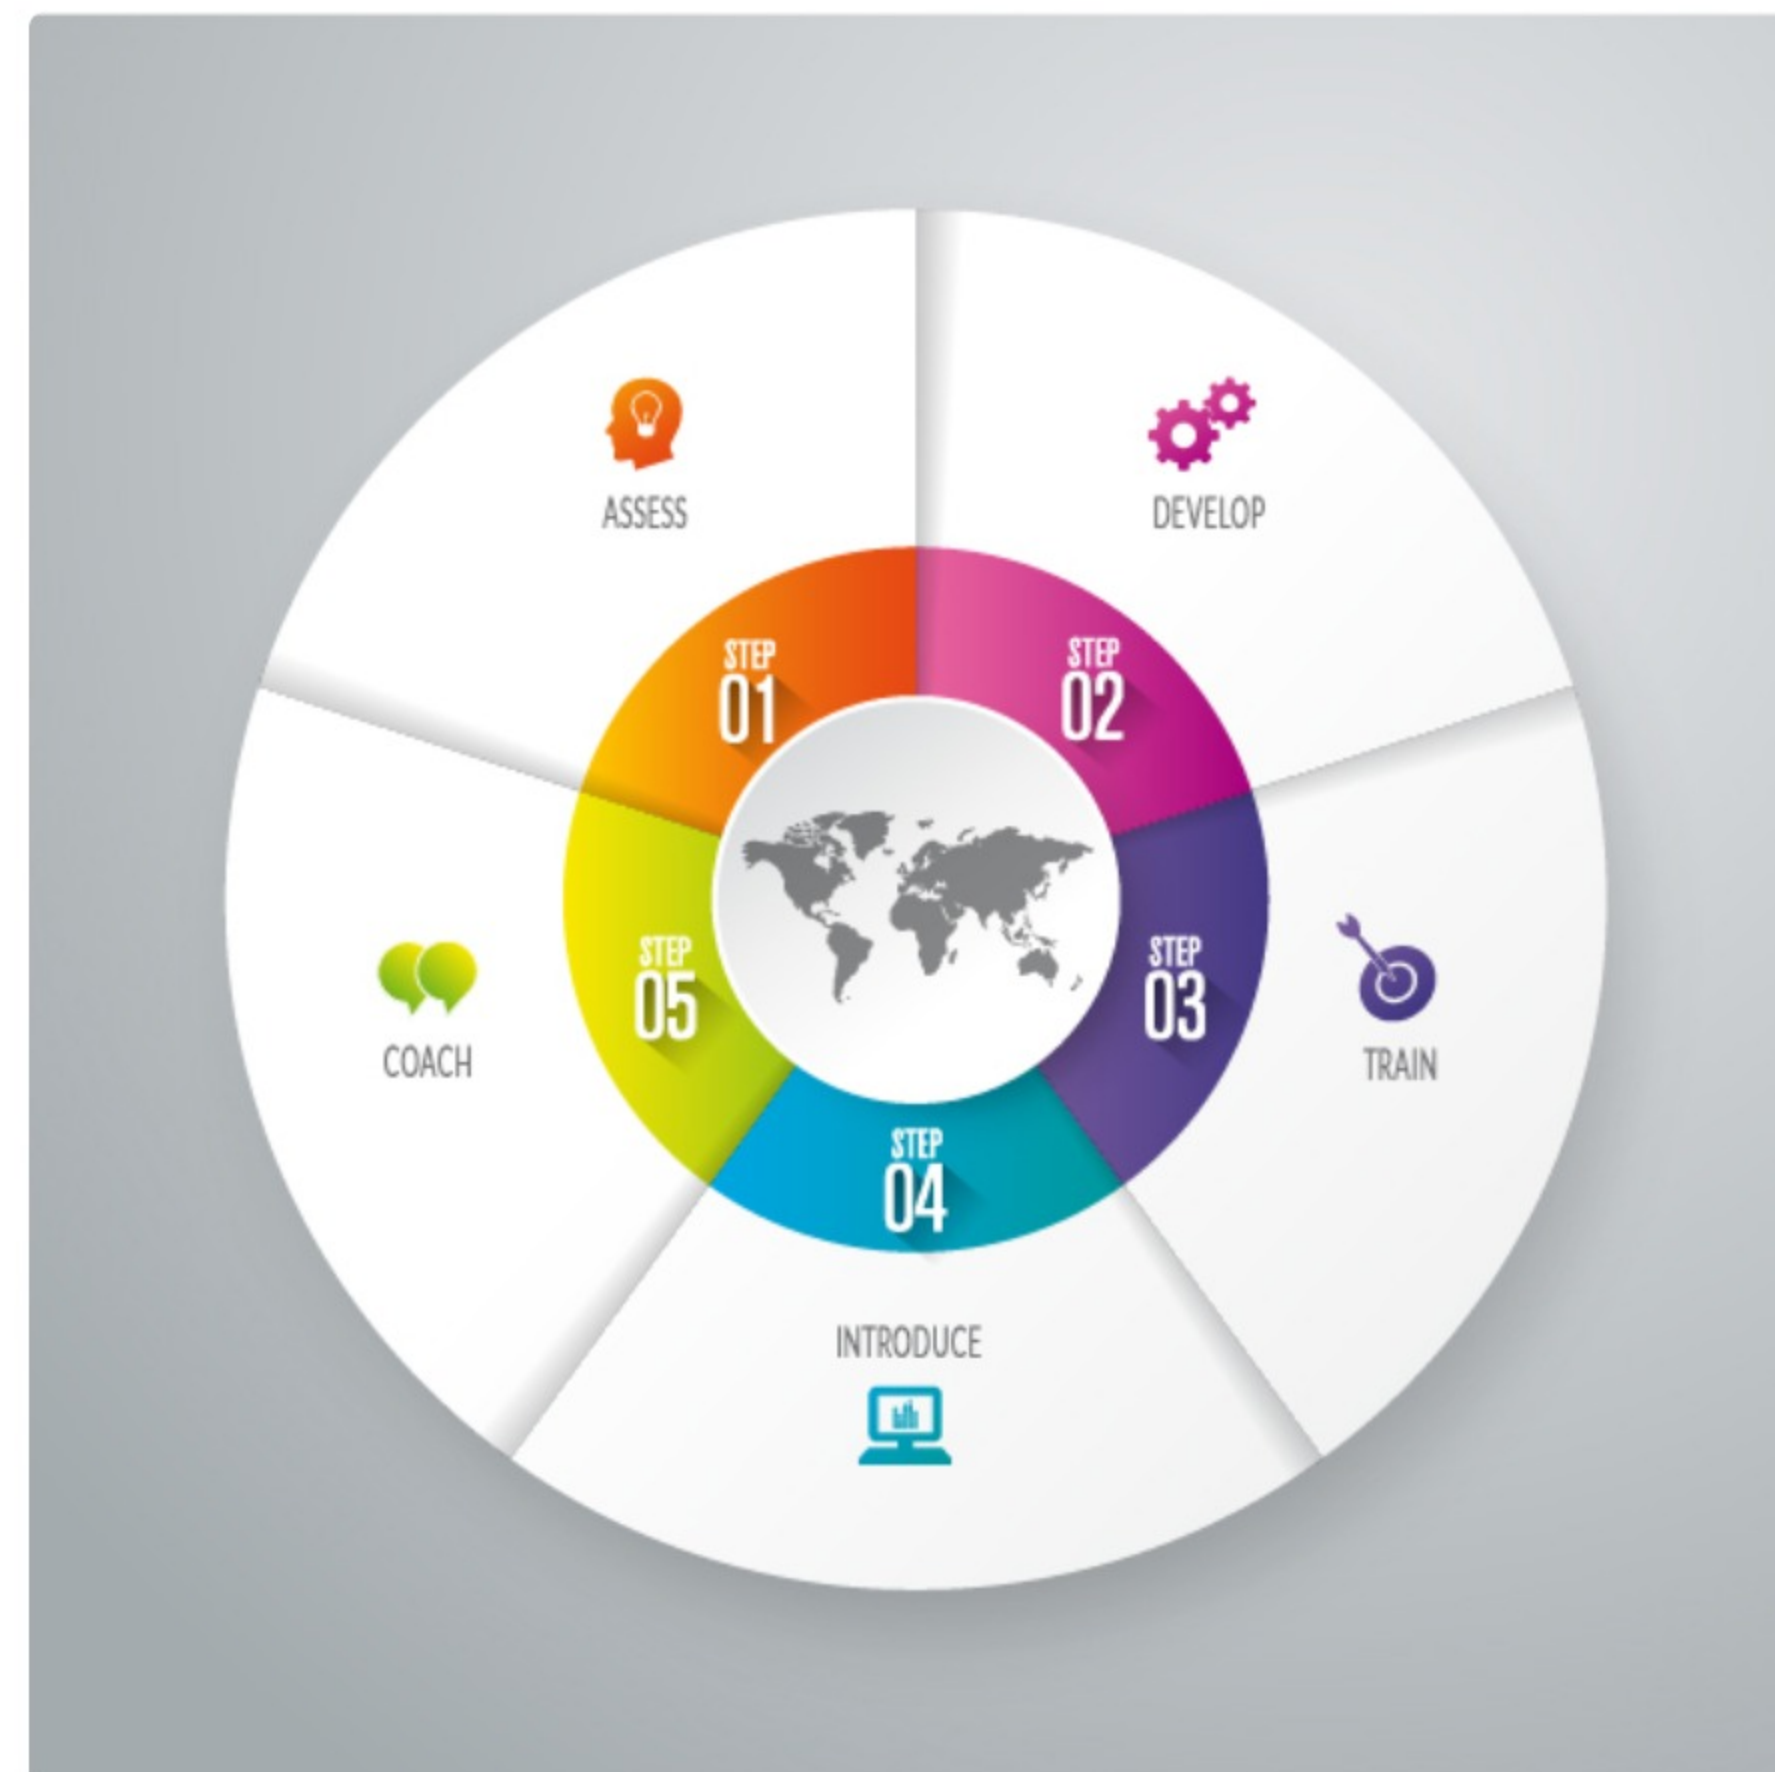 ASSESS
STEP
01
DEVELOP
STEP
02
TRAIN
STEP
03
INTRODUCE
STEP
04
COACH
STEP
05